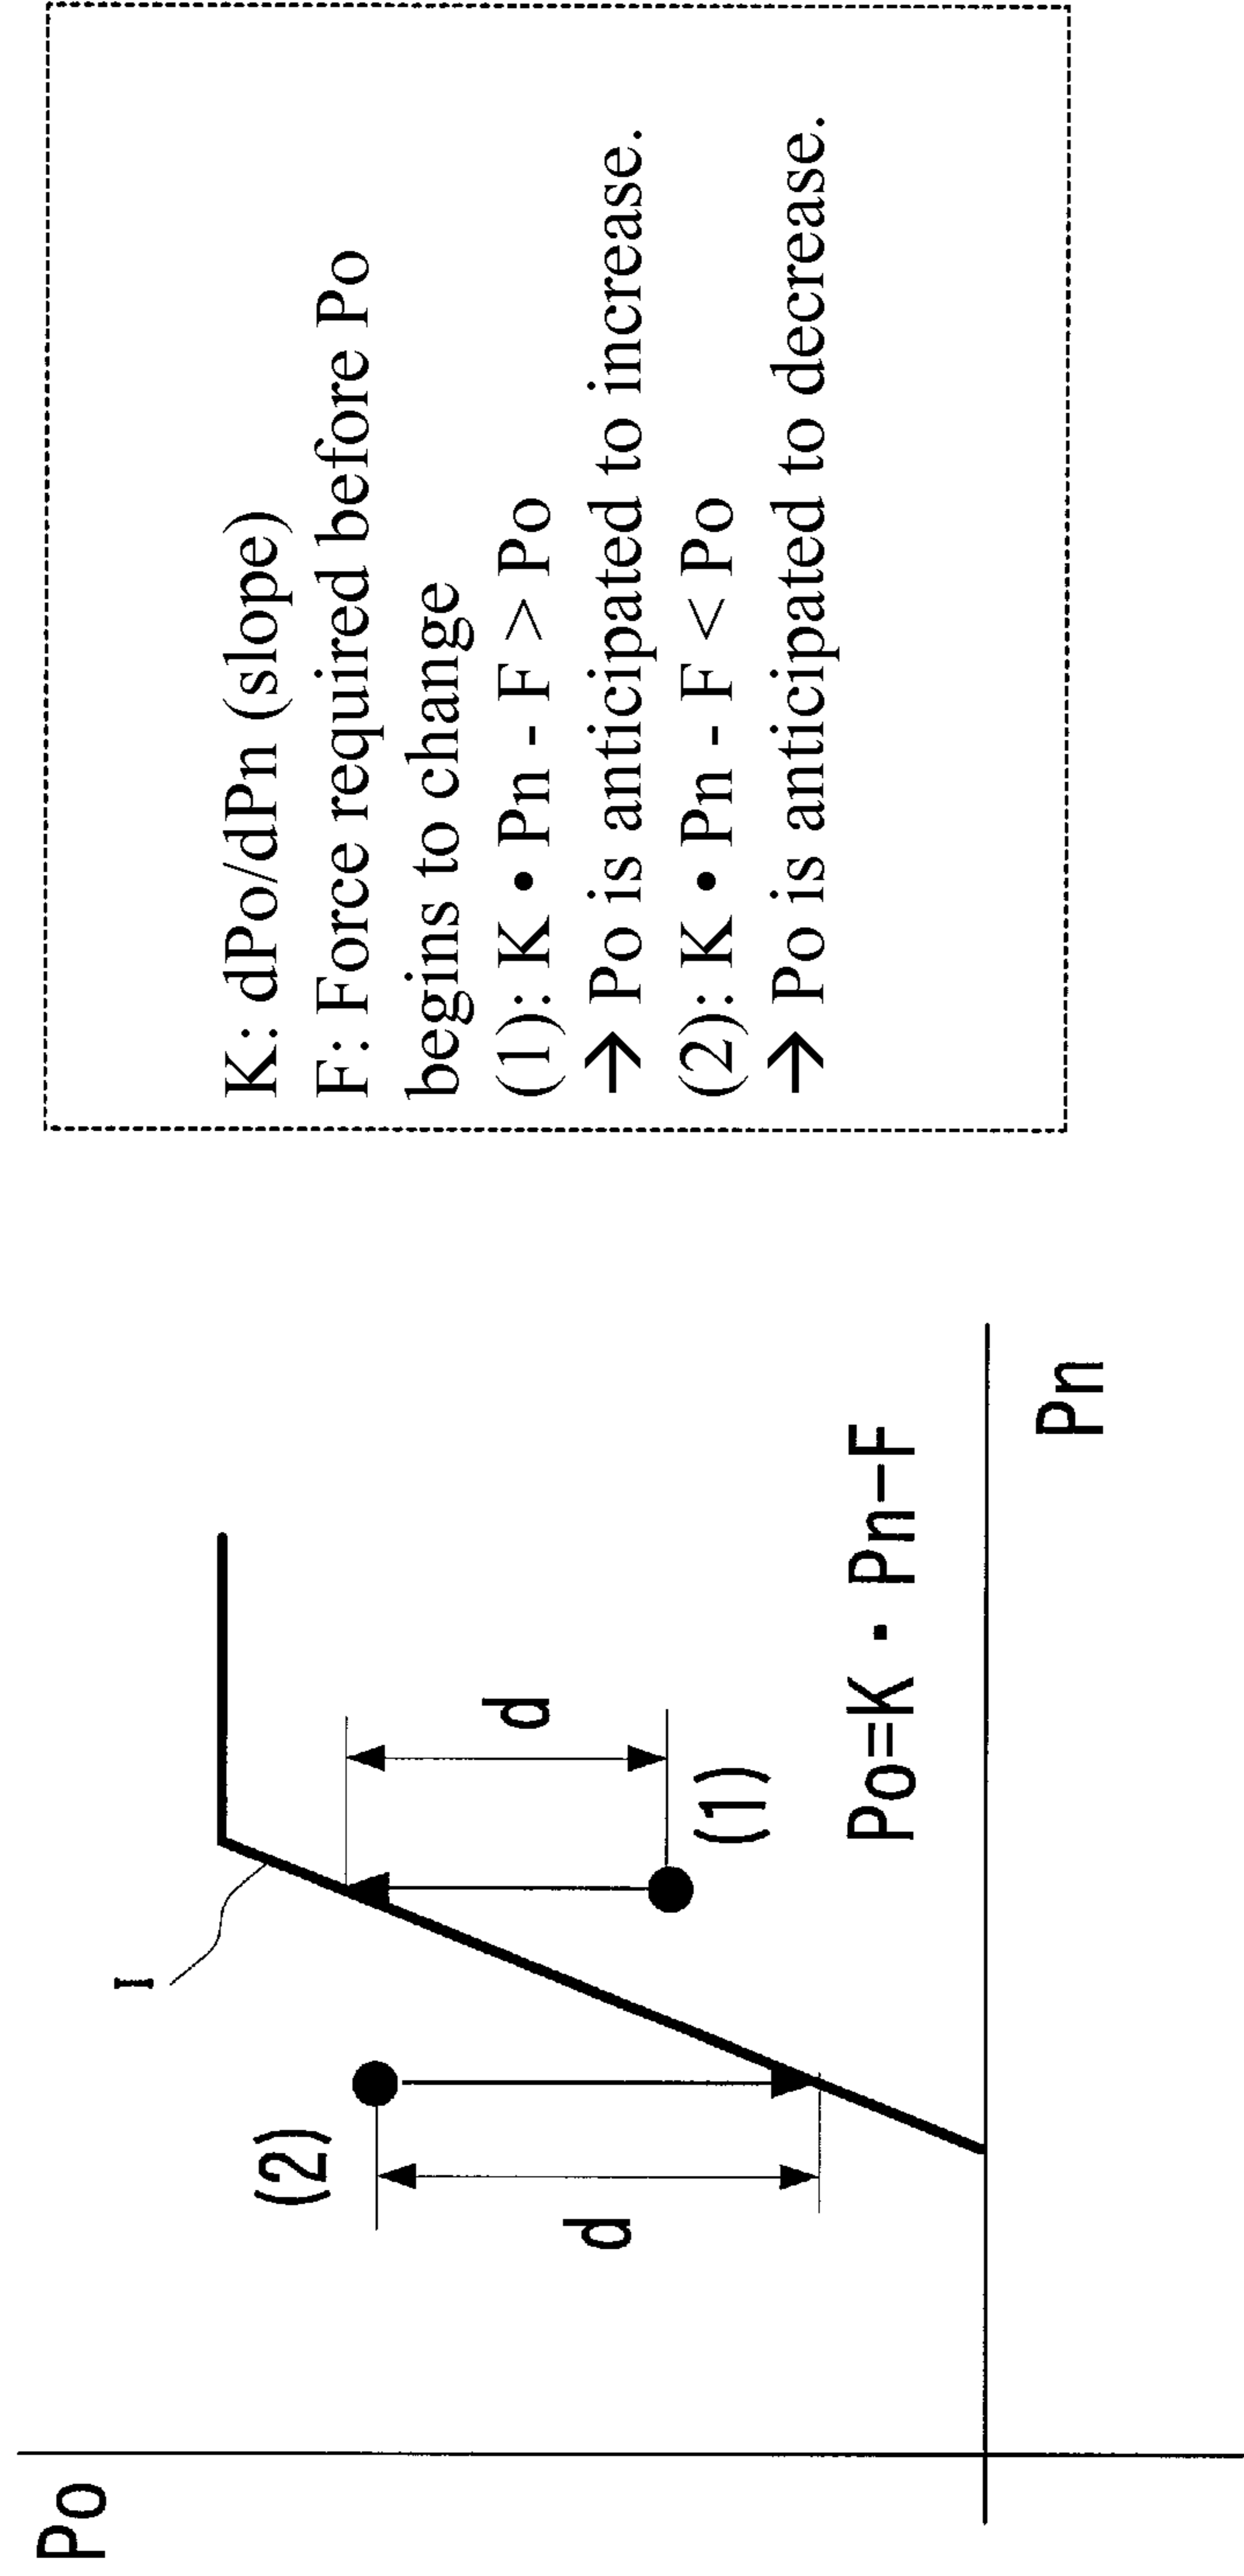 Po
(2)
d
I
d
(1)
Po=K · Pn−F
Pn
K: dPo/dPn (slope)
F: Force required before Po
begins to change
(1): K • Pn - F > Po
→ Po is anticipated to increase.
(2): K • Pn - F < Po
→ Po is anticipated to decrease.